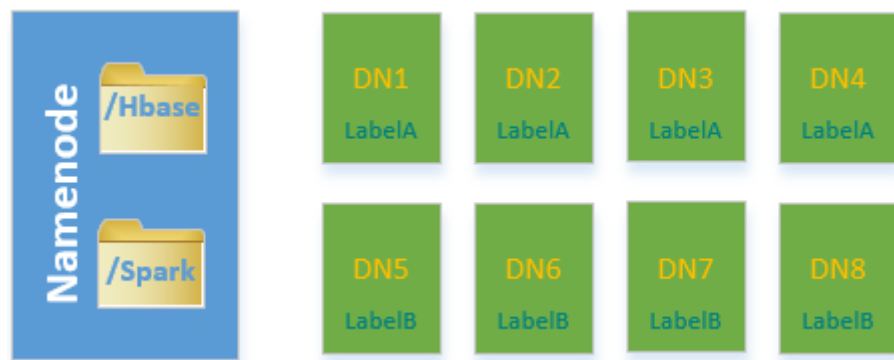 Namenode
/Hbase
/Spark
DN1
LabelA
DN2
LabelA
DN3
LabelA
DN4
LabelA
DN5
LabelB
DN6
LabelB
DN7
LabelB
DN8
LabelB